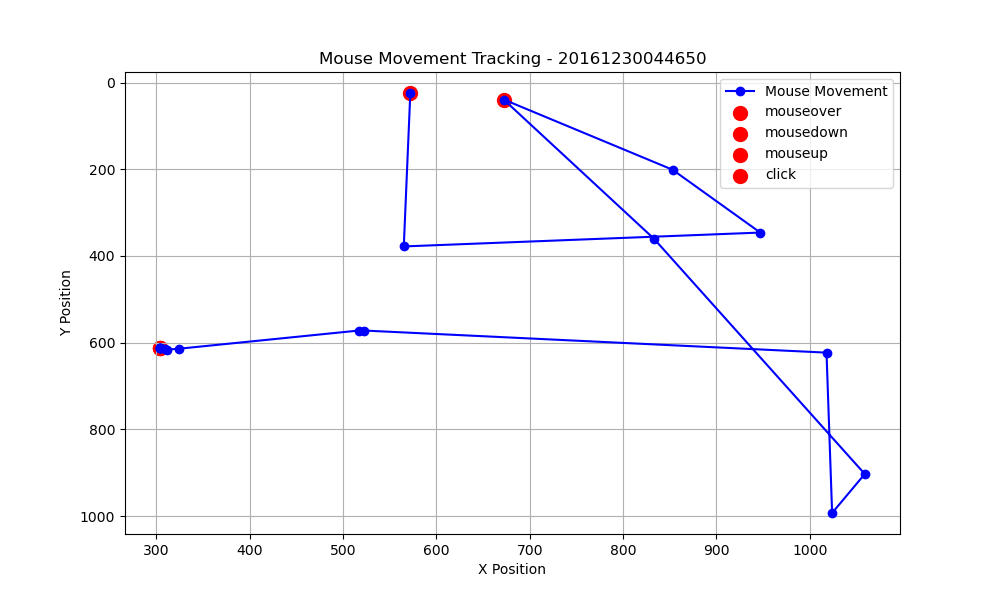 Mouse Movement Tracking - 20161230044650
Mouse Movement
mouseover
mousedown
mouseup
click
0
200
400
600
800
1000
Y Position
300 400 500 600 700 800 900 1000
X Position